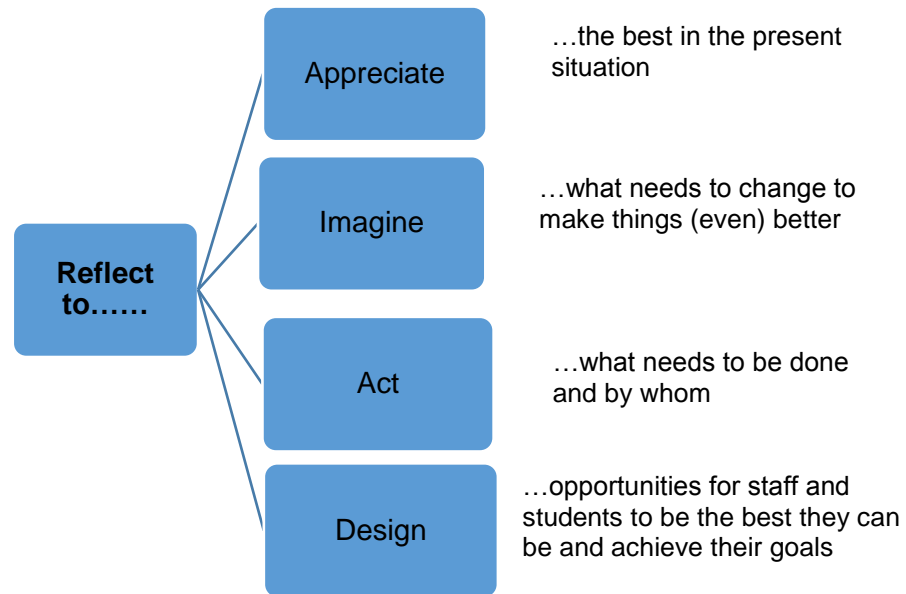 Reflect
to……
Appreciate
…the best in the present
situation
Imagine
…what needs to change to
make things (even) better
Act
…what needs to be done
and by whom
Design
…opportunities for staff and
students to be the best they can
be and achieve their goals